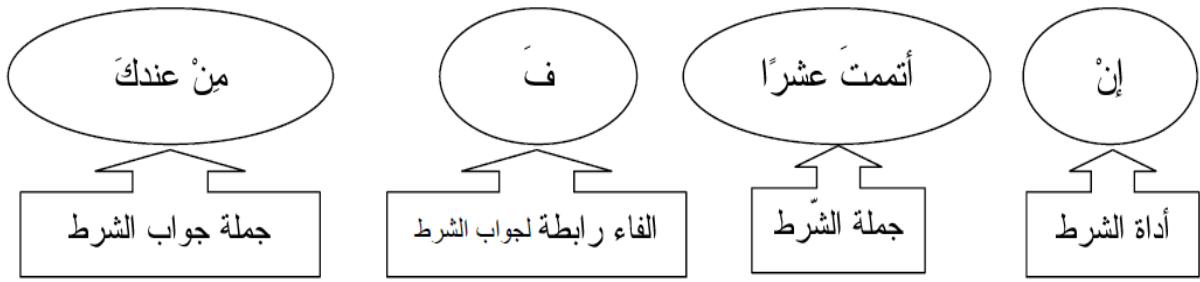 إنْ
أتممتَ عشرًا
فَ
مِنْ عندكَ
أداة الشرط
جملة الشّرط
الفاء رابطة لجواب الشرط
جملة جواب الشرط